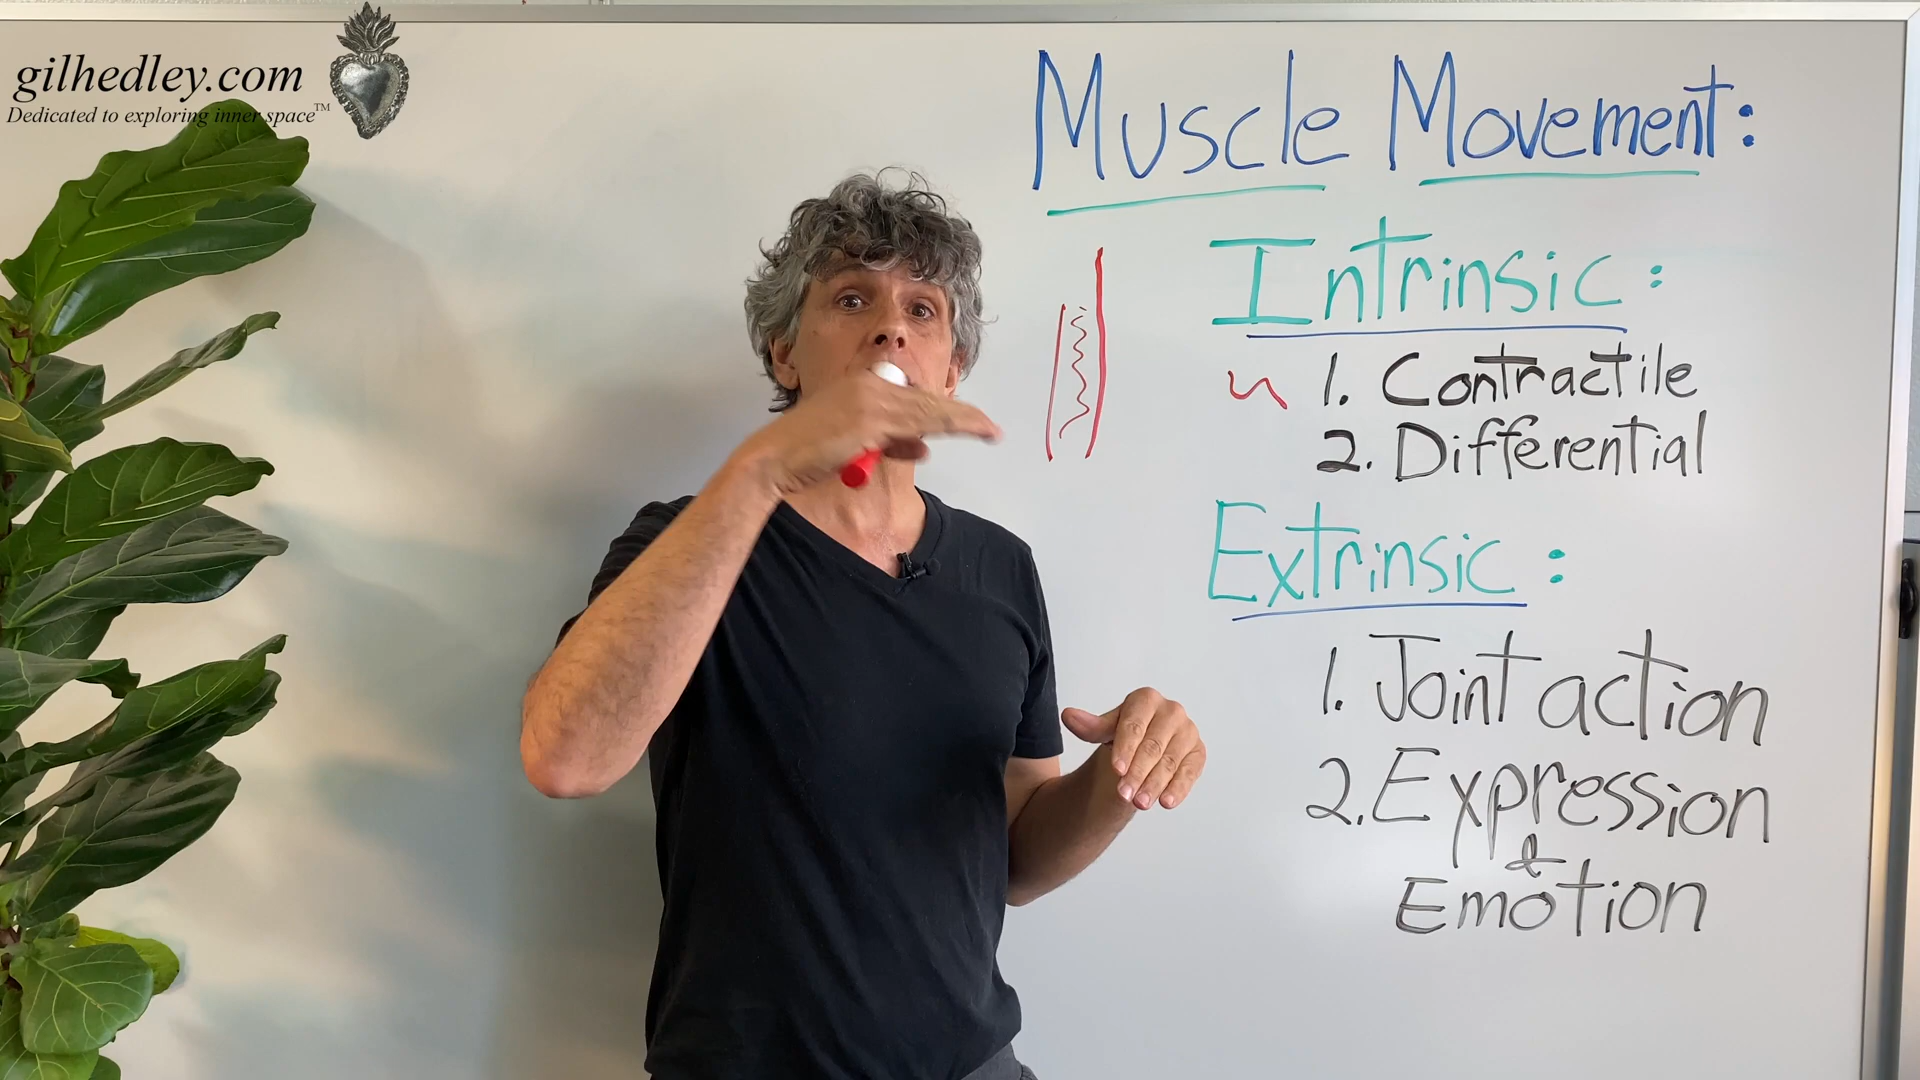 gilhedley.com
Dedicated to exploring inner space™
Muscle Movement:
Intrinsic:
1. Contractile
2. Differential
Extrinsic:
1. Joint action
2. Expression
&
Emotion